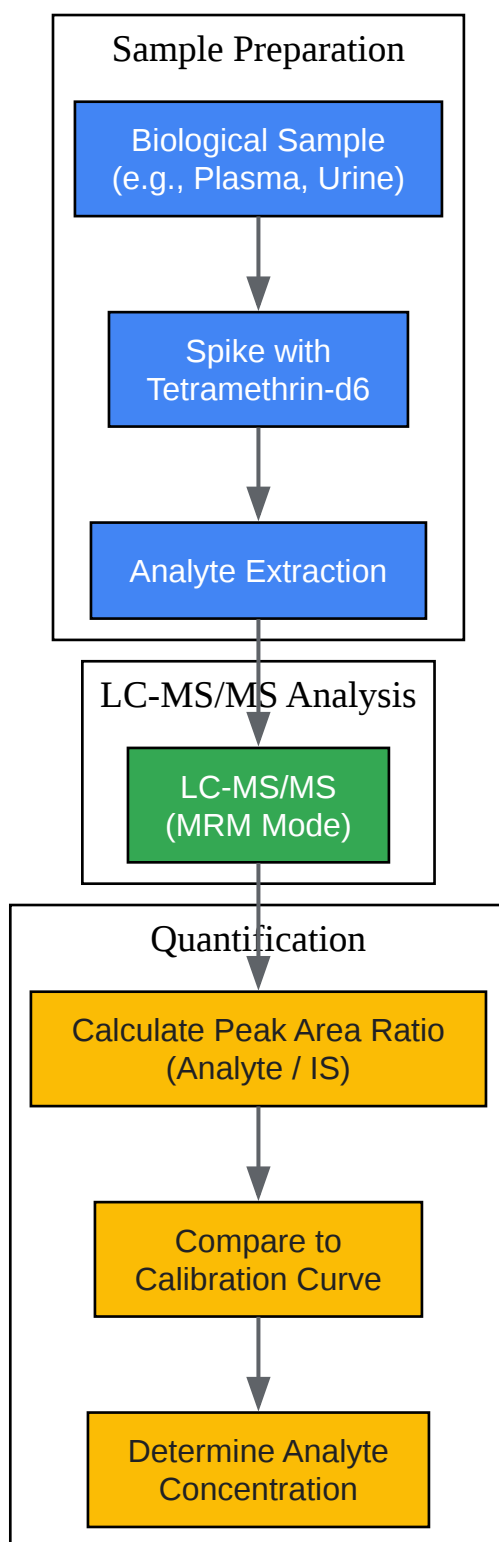 Sample Preparation
Biological Sample
(e.g., Plasma, Urine)
Spike with
Tetramethrin-d6
Analyte Extraction
LC-MS/MS Analysis
LC-MS/MS
(MRM Mode)
Quantification
Calculate Peak Area Ratio
(Analyte / IS)
Compare to
Calibration Curve
Determine Analyte
Concentration